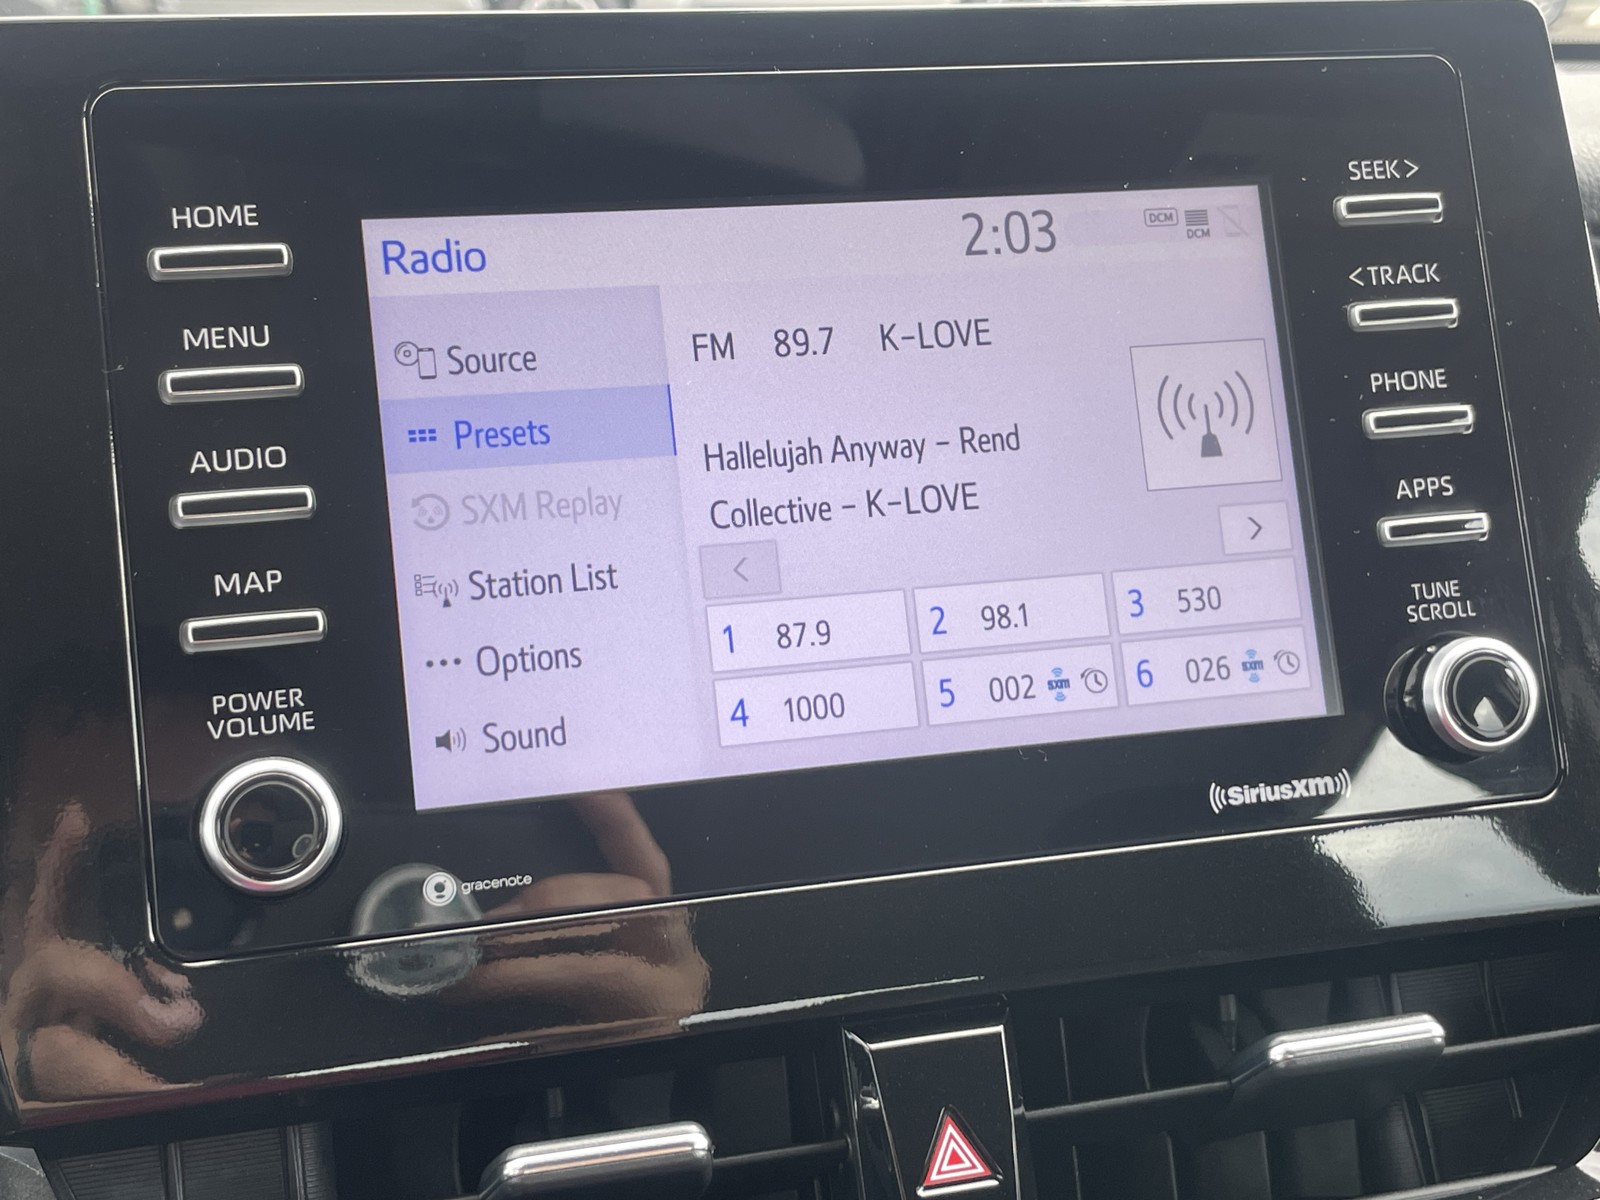 HOME
MENU
AUDIO
MAP
POWER
VOLUME
Radio
2:03
DCM
DCM
Source
Presets
SXM Replay
Station List
Options
Sound
FM 89.7 K-LOVE
Hallelujah Anyway - Rend
Collective - K-LOVE
<
>
1 87.9
2 98.1
3 530
4 1000
5 002 sxm
6 026 sxm
SEEK >
< TRACK
PHONE
APPS
TUNE
SCROLL
gracenote
SiriusXM